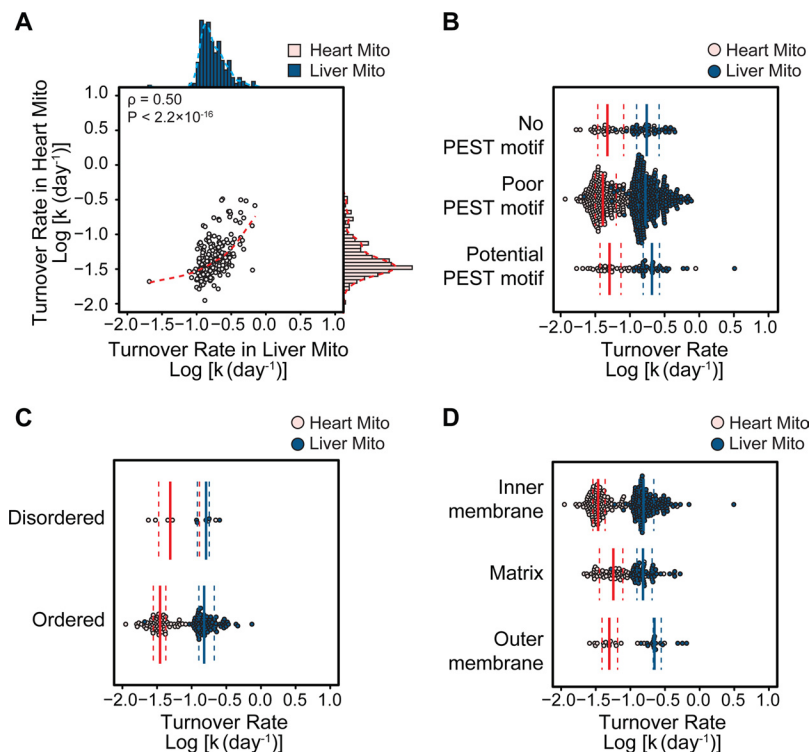 A
Heart Mito
Liver Mito
ρ = 0.50
P < 2.2×10⁻¹⁶
Turnover Rate in Heart Mito
Log [k (day⁻¹)]
1.0
0.5
0.0
−0.5
−1.0
−1.5
−2.0
−2.0 −1.5 −1.0 −0.5 0.0 0.5 1.0
Turnover Rate in Liver Mito
Log [k (day⁻¹)]
B
Heart Mito
Liver Mito
No
PEST motif
Poor
PEST motif
Potential
PEST motif
−2.0 −1.5 −1.0 −0.5 0.0 0.5 1.0
Turnover Rate
Log [k (day⁻¹)]
C
Heart Mito
Liver Mito
Disordered
Ordered
−2.0 −1.5 −1.0 −0.5 0.0 0.5 1.0
Turnover Rate
Log [k (day⁻¹)]
D
Heart Mito
Liver Mito
Inner
membrane
Matrix
Outer
membrane
−2.0 −1.5 −1.0 −0.5 0.0 0.5 1.0
Turnover Rate
Log [k (day⁻¹)]